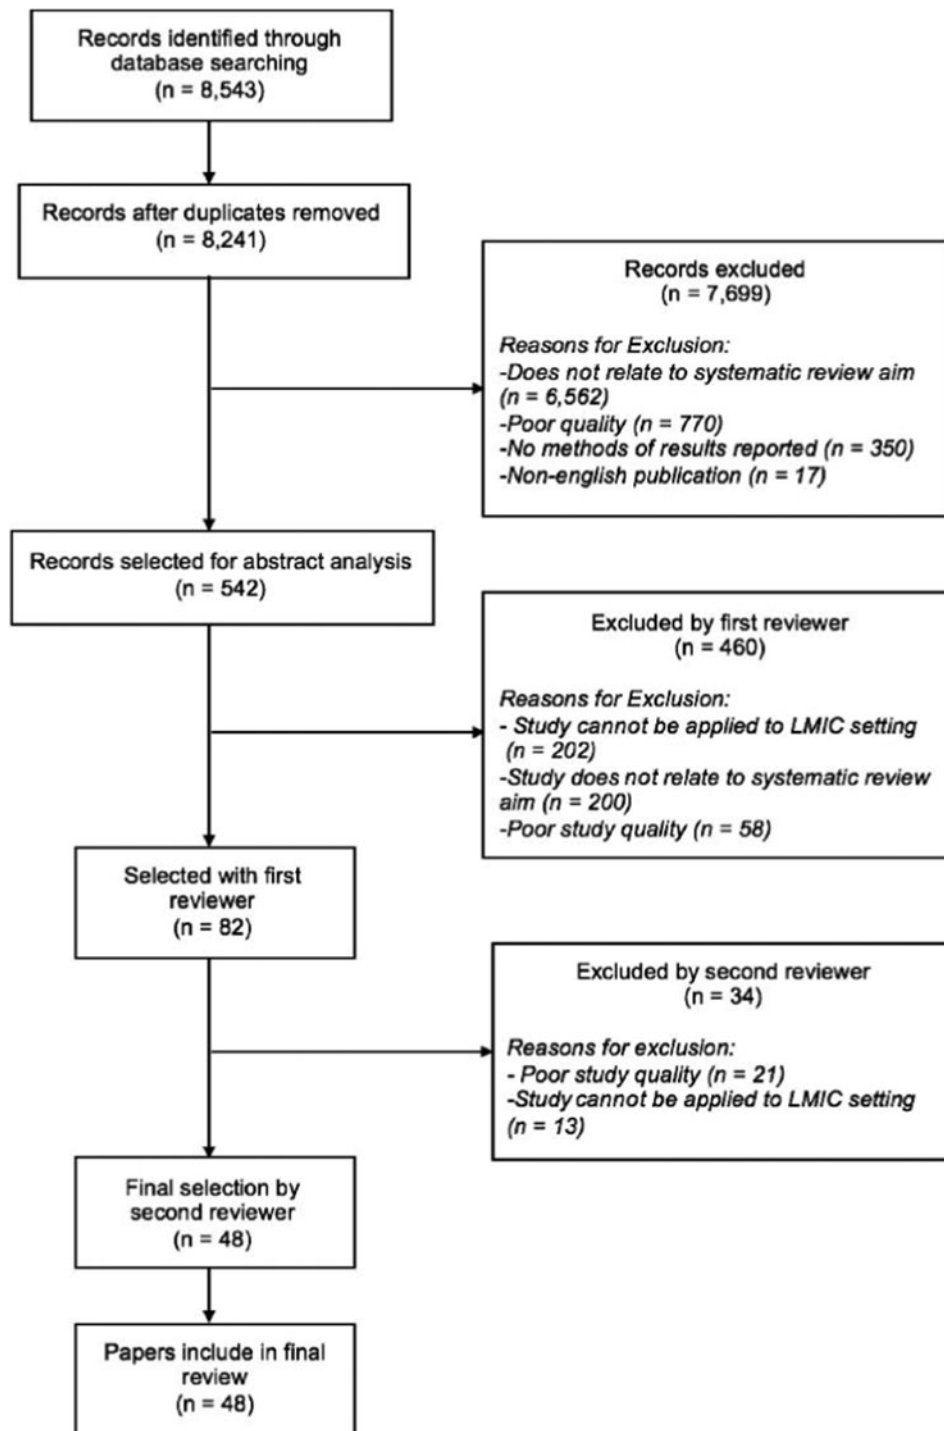 Records identified through
database searching
(n = 8,543)
Records after duplicates removed
(n = 8,241)
Records excluded
(n = 7,699)
Reasons for Exclusion:
-Does not relate to systematic review aim
(n = 6,562)
-Poor quality (n = 770)
-No methods of results reported (n = 350)
-Non-english publication (n = 17)
Records selected for abstract analysis
(n = 542)
Excluded by first reviewer
(n = 460)
Reasons for Exclusion:
- Study cannot be applied to LMIC setting
(n = 202)
-Study does not relate to systematic review
aim (n = 200)
-Poor study quality (n = 58)
Selected with first
reviewer
(n = 82)
Excluded by second reviewer
(n = 34)
Reasons for exclusion:
- Poor study quality (n = 21)
-Study cannot be applied to LMIC setting
(n = 13)
Final selection by
second reviewer
(n = 48)
Papers include in final
review
(n = 48)